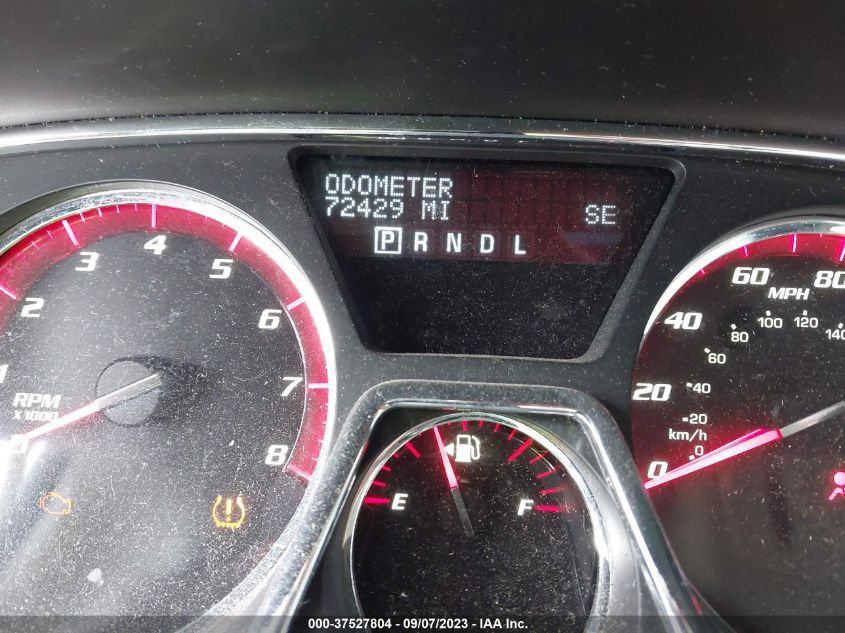 ODOMETER
72429 MI
SE
P R N D L
1 2 3 4 5 6 7 8
RPM
X 1000
E F
0 20 40 60 80
MPH
0 20 40 60 80 100 120 140
km/h
000-37527804 - 09/07/2023 - IAA Inc.